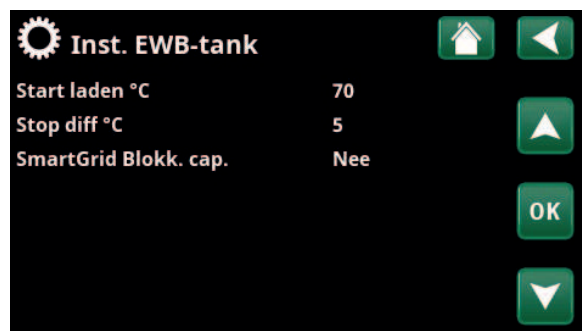 Inst. EWB-tank
Start laden °C 70
Stop diff °C 5
SmartGrid Blokk. cap. Nee
OK